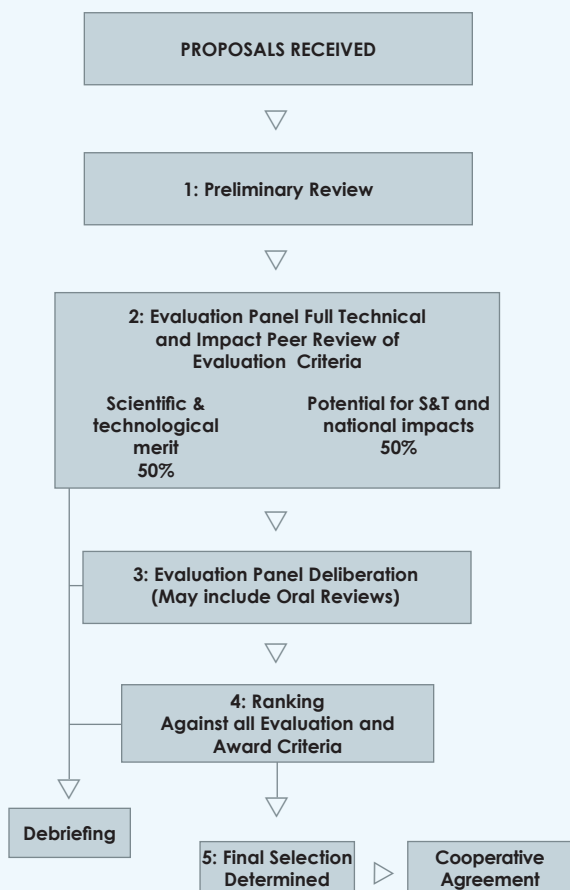 PROPOSALS RECEIVED
1: Preliminary Review
2: Evaluation Panel Full Technical
and Impact Peer Review of
Evaluation Criteria
Scientific &
technological
merit
50%
Potential for S&T and
national impacts
50%
3: Evaluation Panel Deliberation
(May include Oral Reviews)
4: Ranking
Against all Evaluation and
Award Criteria
Debriefing
5: Final Selection
Determined
Cooperative
Agreement